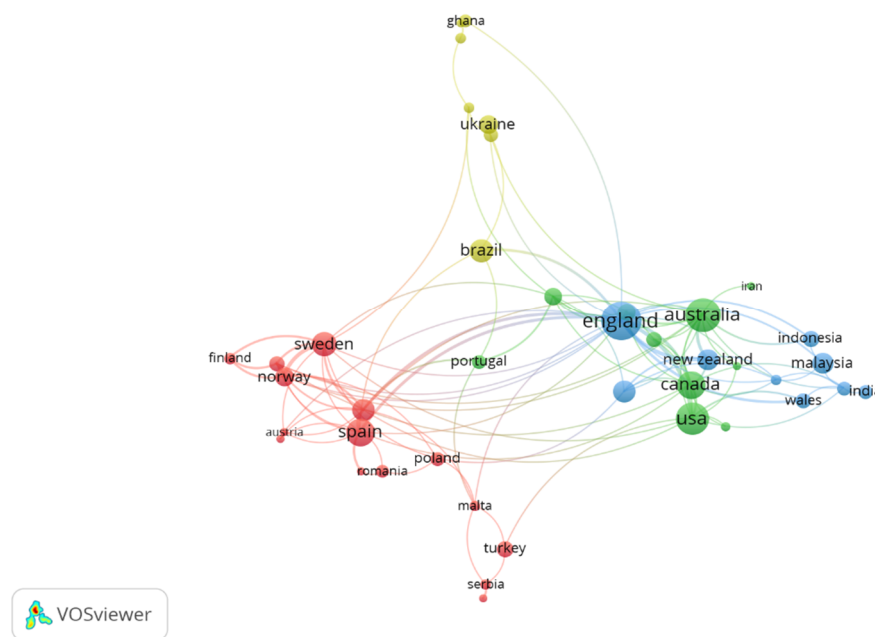 ghana
ukraine
brazil
iran
england
australia
indonesia
sweden
finland
portugal
new zealand
malaysia
norway
canada
india
wales
usa
austria
spain
poland
romania
malta
turkey
serbia
VOSviewer